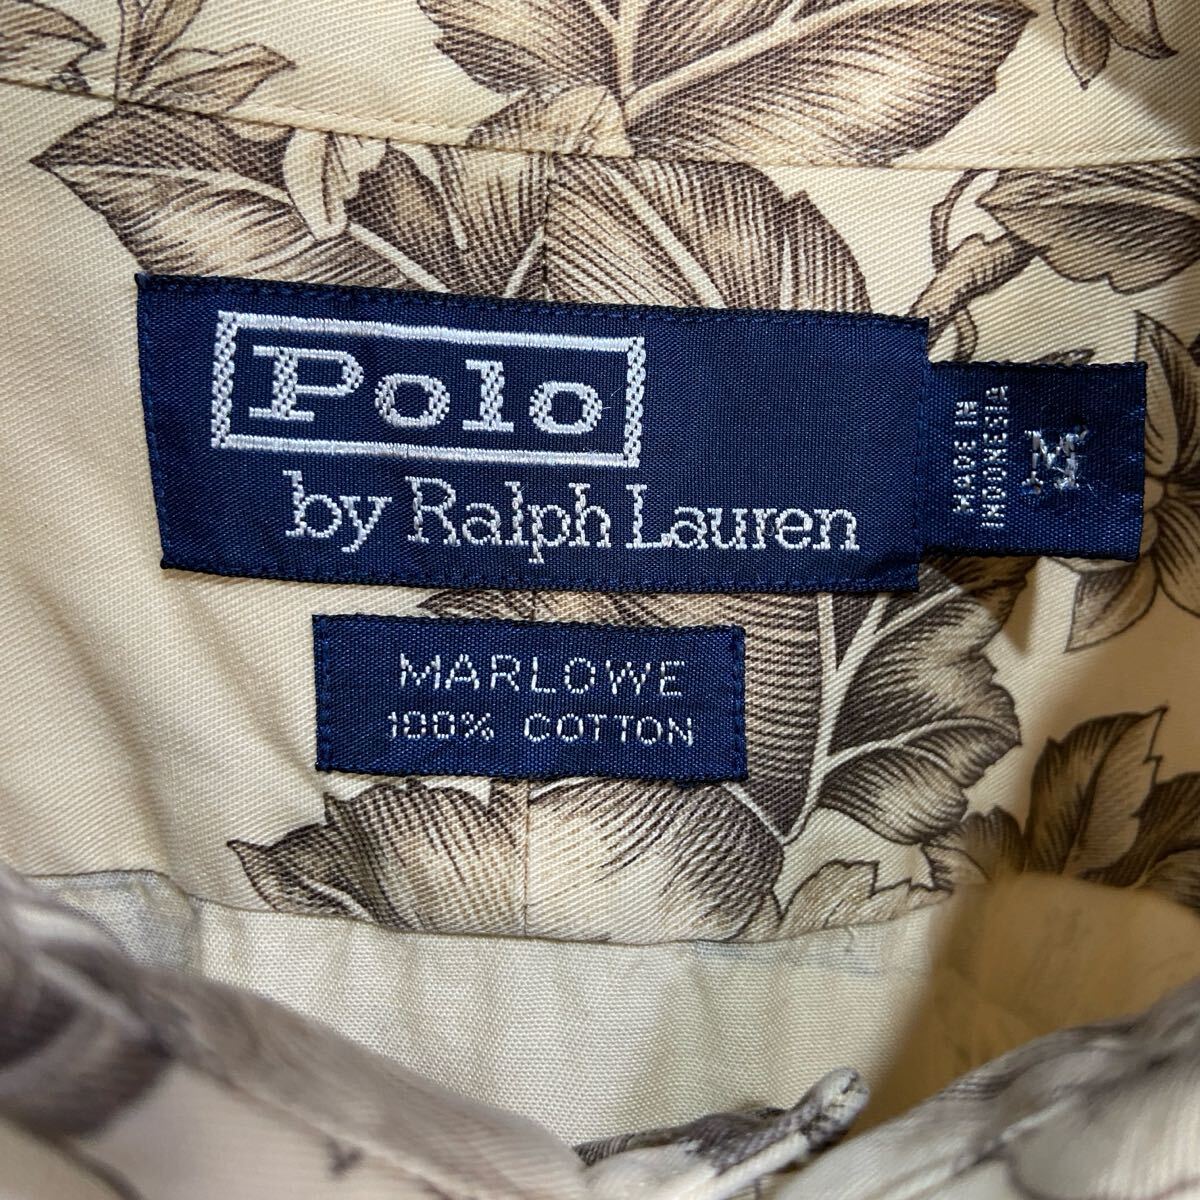 Polo
by Ralph Lauren
MADE IN
INDONESIA
M
MARLOWE
100% COTTON